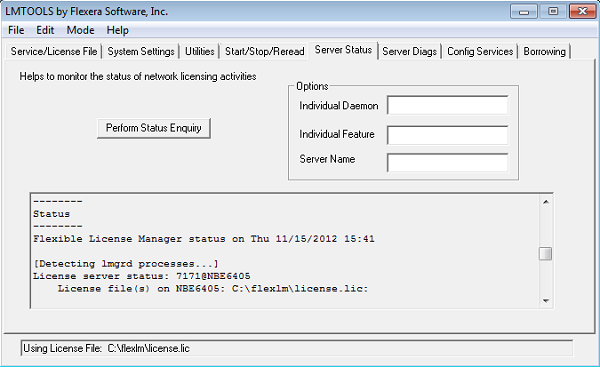 LMTOOLS by Flexera Software, Inc.
File Edit Mode Help
Service/License File System Settings Utilities Start/Stop/Reread Server Status Server Diags Config Services Borrowing
Helps to monitor the status of network licensing activities
Options
Individual Daemon
Perform Status Enquiry
Individual Feature
Server Name
--------
Status
--------
Flexible License Manager status on Thu 11/15/2012 15:41
[Detecting lmgrd processes...]
License server status: 7171@NBE6405
License file(s) on NBE6405: C:\flexlm\license.lic:
Using License File: C:\flexlm\license.lic